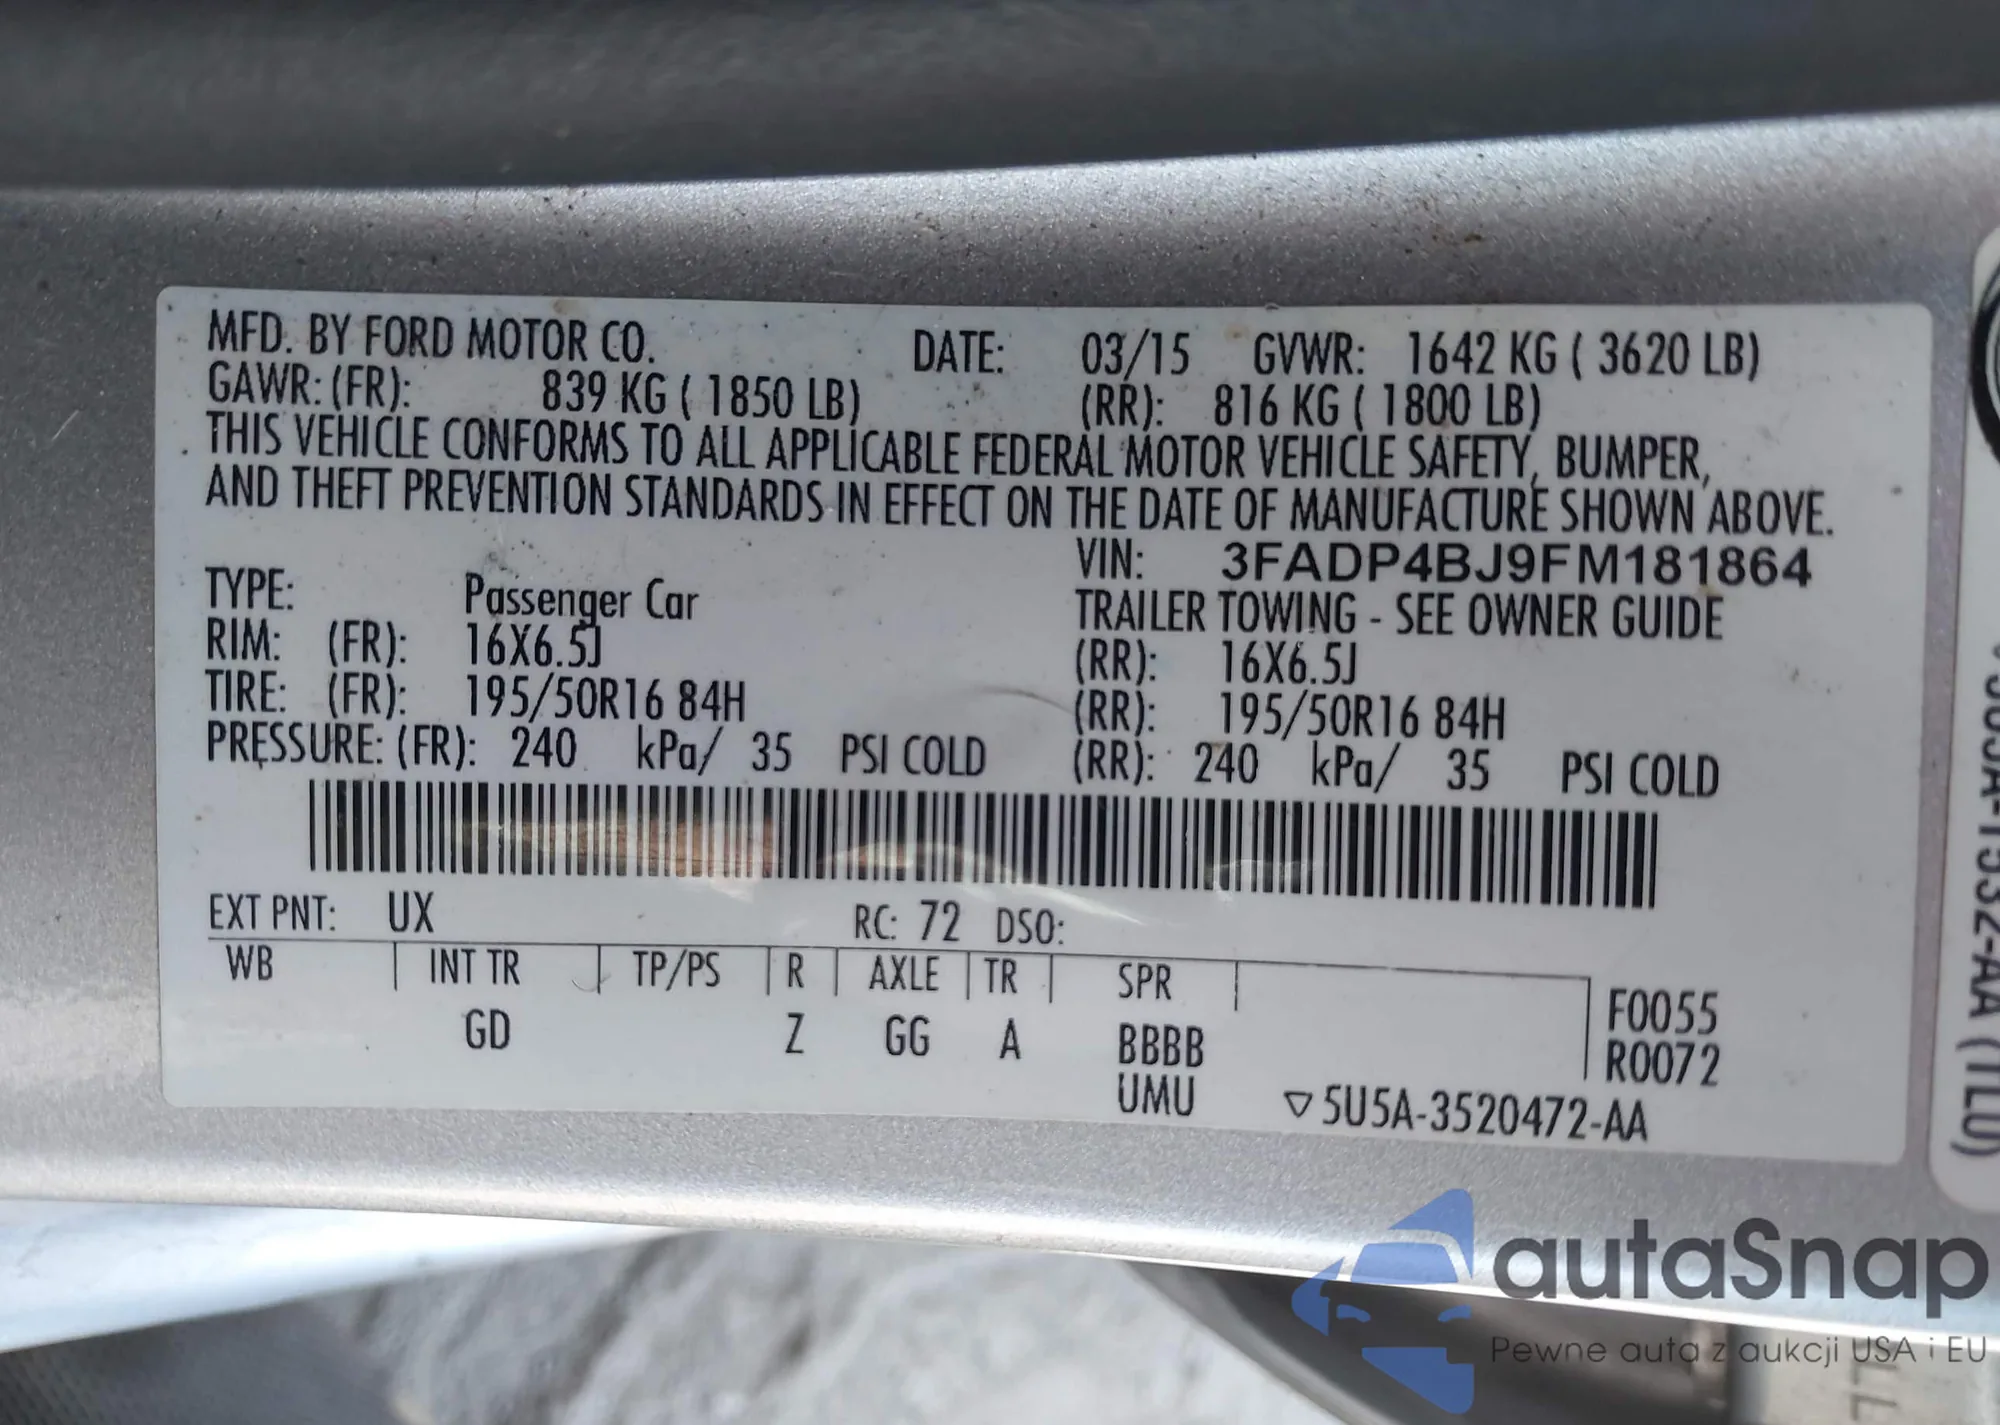 MFD. BY FORD MOTOR CO. DATE: 03/15 GVWR: 1642 KG ( 3620 LB)
GAWR: (FR): 839 KG ( 1850 LB) (RR): 816 KG ( 1800 LB)
THIS VEHICLE CONFORMS TO ALL APPLICABLE FEDERAL MOTOR VEHICLE SAFETY, BUMPER,
AND THEFT PREVENTION STANDARDS IN EFFECT ON THE DATE OF MANUFACTURE SHOWN ABOVE.
VIN: 3FADP4BJ9FM181864
TYPE: Passenger Car TRAILER TOWING - SEE OWNER GUIDE
RIM: (FR): 16X6.5J (RR): 16X6.5J
TIRE: (FR): 195/50R16 84H (RR): 195/50R16 84H
PRESSURE: (FR): 240 kPa/ 35 PSI COLD (RR): 240 kPa/ 35 PSI COLD
EXT PNT: UX RC: 72 DSO:
WB INT TR TP/PS R AXLE TR SPR
GD Z GG A BBBB
UMU
F0055
R0072
▽5U5A-3520472-AA
autaSnap
Pewne auta z aukcji USA i EU